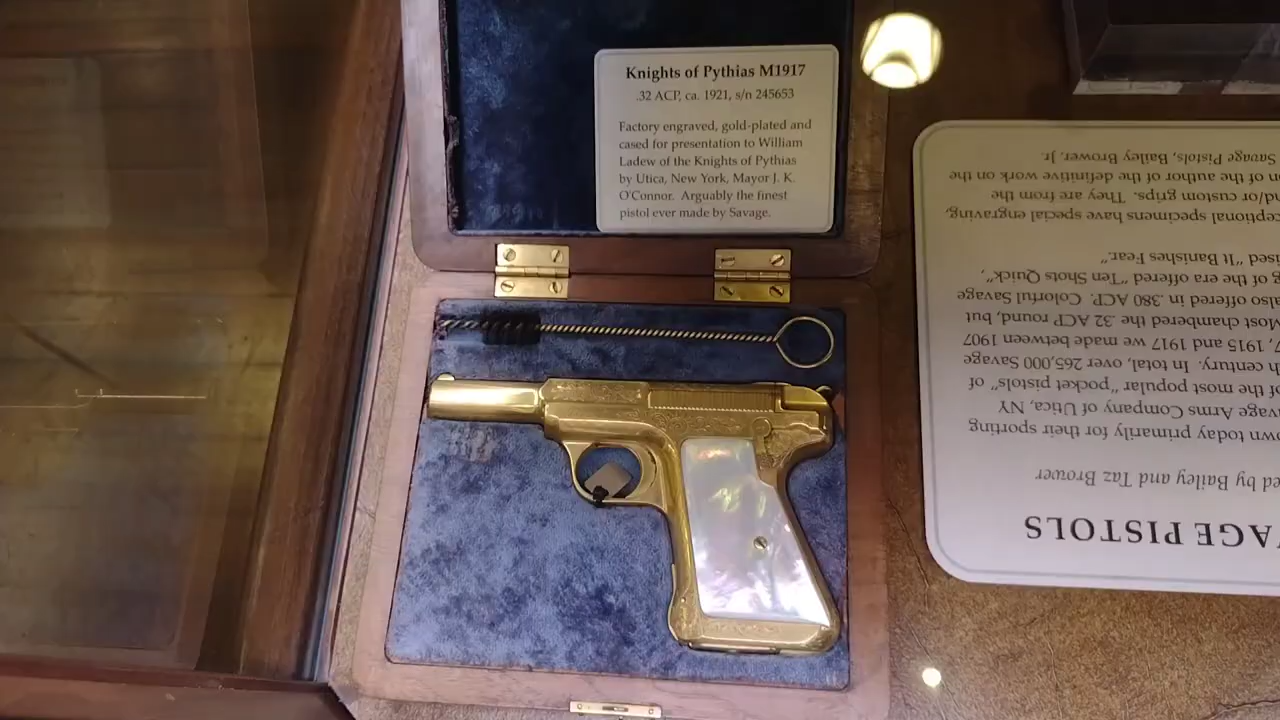 Knights of Pythias M1917
.32 ACP, ca. 1921, s/n 245653
Factory engraved, gold-plated and
cased for presentation to William
Ladew of the Knights of Pythias
by Utica, New York, Mayor J. K.
O'Connor. Arguably the finest
pistol ever made by Savage.
AGE PISTOLS
ed by Bailey and Taz Brower
wn today primarily for their sporting
vage Arms Company of Utica, NY
of the most popular "pocket pistols" of
h century. In total, over 265,000 Savage
7, 1915 and 1917 were made between 1907
Most chambered the .32 ACP round, but
also offered in .380 ACP. Colorful Savage
g of the era offered "Ten Shots Quick",
ised "It Banishes Fear."
ceptional specimens have special engraving,
nd/or custom grips. They are from the
on of the author of the definitive work on the
Savage Pistols, Bailey Brower, Jr.